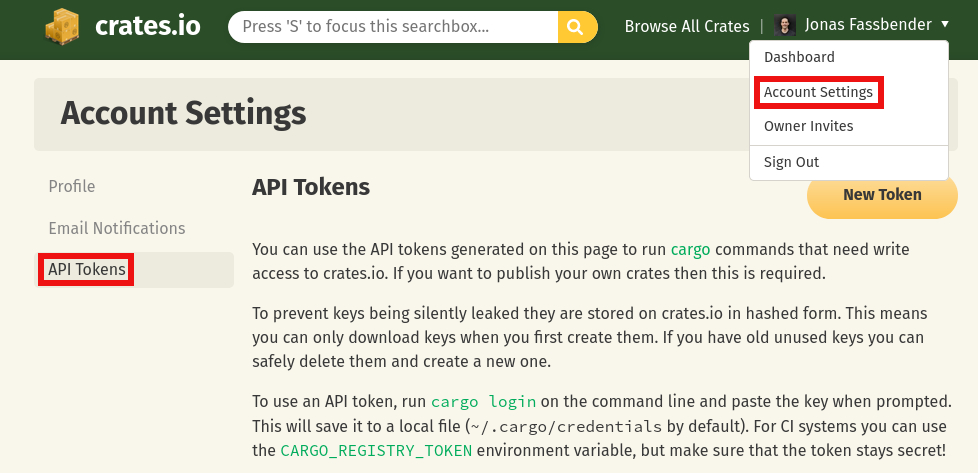 crates.io
Press 'S' to focus this searchbox...
Browse All Crates | Jonas Fassbender
Dashboard
Account Settings
Owner Invites
Sign Out
Account Settings
Profile
Email Notifications
API Tokens
API Tokens
New Token
You can use the API tokens generated on this page to run cargo commands that need write
access to crates.io. If you want to publish your own crates then this is required.
To prevent keys being silently leaked they are stored on crates.io in hashed form. This means
you can only download keys when you first create them. If you have old unused keys you can
safely delete them and create a new one.
To use an API token, run cargo login on the command line and paste the key when prompted.
This will save it to a local file (~/.cargo/credentials by default). For CI systems you can use
the CARGO_REGISTRY_TOKEN environment variable, but make sure that the token stays secret!